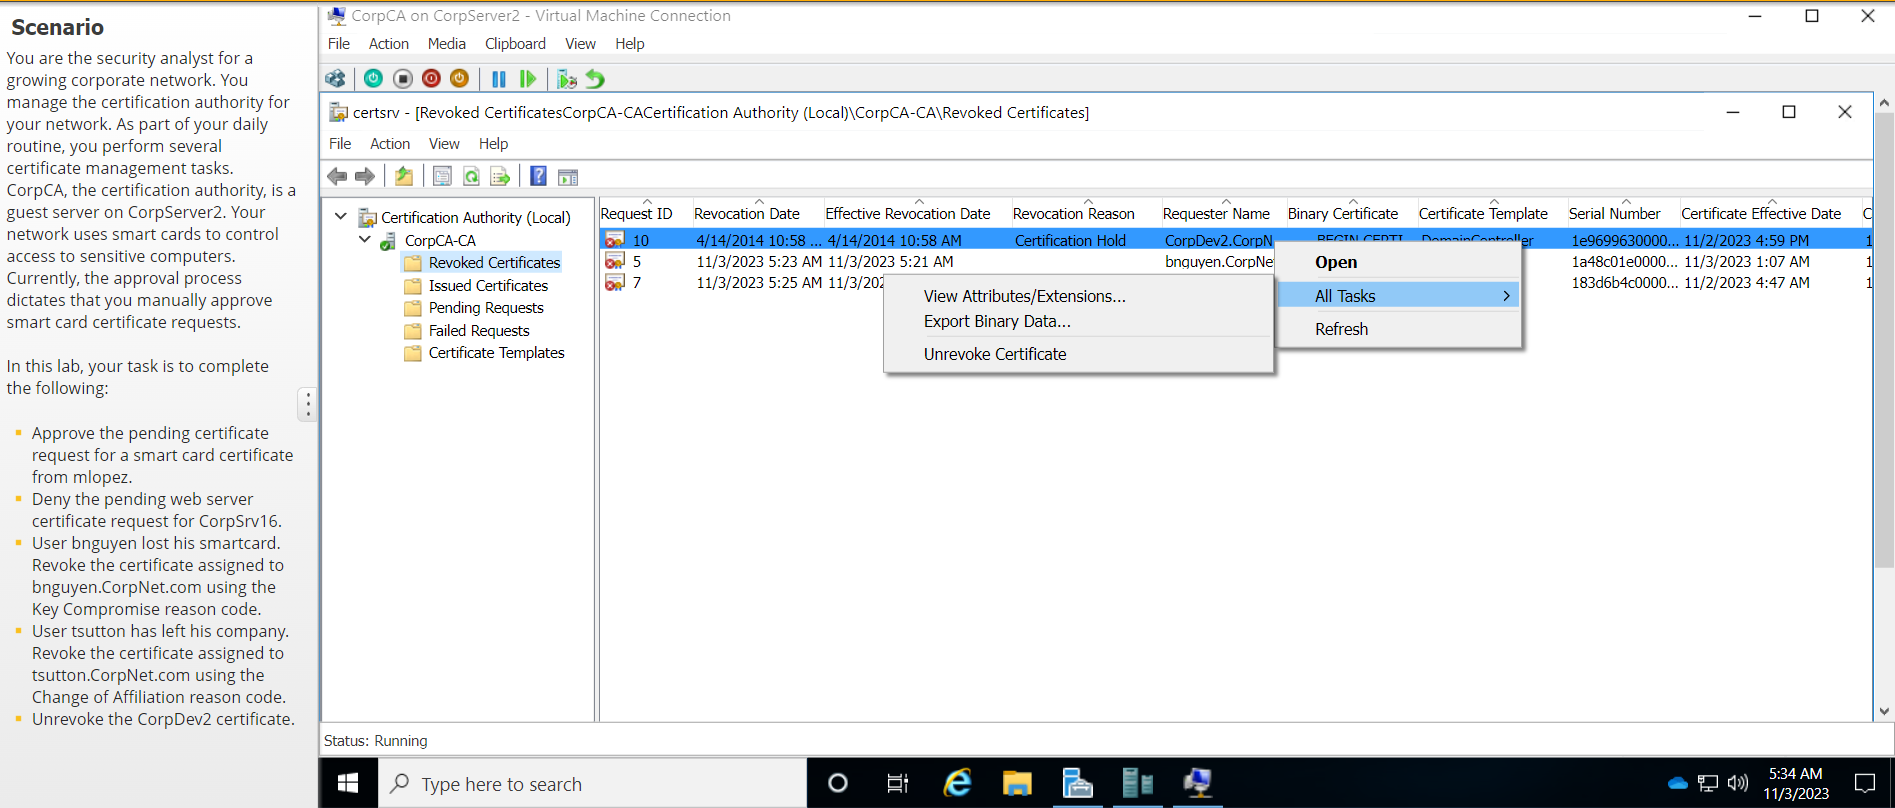 Scenario
You are the security analyst for a
growing corporate network. You
manage the certification authority for
your network. As part of your daily
routine, you perform several
certificate management tasks.
CorpCA, the certification authority, is a
guest server on CorpServer2. Your
network uses smart cards to control
access to sensitive computers.
Currently, the approval process
dictates that you manually approve
smart card certificate requests.
In this lab, your task is to complete
the following:
Approve the pending certificate
request for a smart card certificate
from mlopez.
Deny the pending web server
certificate request for CorpSrv16.
User bnguyen lost his smartcard.
Revoke the certificate assigned to
bnguyen.CorpNet.com using the
Key Compromise reason code.
User tsutton has left his company.
Revoke the certificate assigned to
tsutton.CorpNet.com using the
Change of Affiliation reason code.
Unrevoke the CorpDev2 certificate.
CorpCA on CorpServer2 - Virtual Machine Connection
File Action Media Clipboard View Help
certsrv - [Revoked CertificatesCorpCA-CACertification Authority (Local)\CorpCA-CA\Revoked Certificates]
File Action View Help
Certification Authority (Local)
CorpCA-CA
Revoked Certificates
Issued Certificates
Pending Requests
Failed Requests
Certificate Templates
Request ID Revocation Date Effective Revocation Date Revocation Reason Requester Name Binary Certificate Certificate Template Serial Number Certificate Effective Date C
10 4/14/2014 10:58 ... 4/14/2014 10:58 AM Certification Hold CorpDev2.CorpN BEGIN CERTI DomainController 1e9699630000... 11/2/2023 4:59 PM 1
5 11/3/2023 5:23 AM 11/3/2023 5:21 AM bnguyen.CorpNe 1a48c01e0000... 11/3/2023 1:07 AM 1
7 11/3/2023 5:25 AM 11/3/202 183d6b4c0000... 11/2/2023 4:47 AM 1
Open
All Tasks
Refresh
View Attributes/Extensions...
Export Binary Data...
Unrevoke Certificate
Status: Running
Type here to search
5:34 AM
11/3/2023